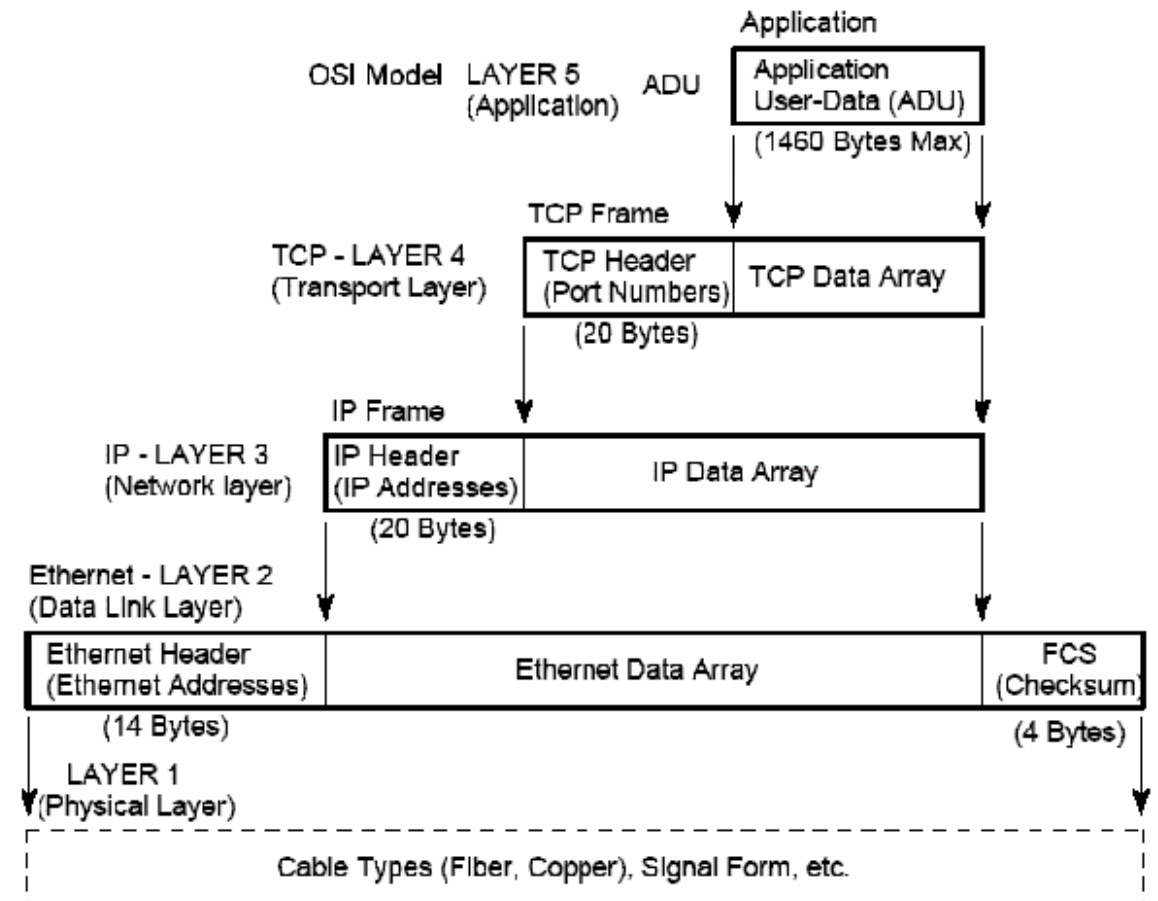 Application
OSI Model LAYER 5 ADU
(Application)
Application
User-Data (ADU)
(1460 Bytes Max)
TCP Frame
TCP - LAYER 4
(Transport Layer)
TCP Header
(Port Numbers)
TCP Data Array
(20 Bytes)
IP Frame
IP - LAYER 3
(Network layer)
IP Header
(IP Addresses)
IP Data Array
(20 Bytes)
Ethernet - LAYER 2
(Data Link Layer)
Ethernet Header
(Ethernet Addresses)
Ethernet Data Array
FCS
(Checksum)
(14 Bytes)
(4 Bytes)
LAYER 1
(Physical Layer)
Cable Types (Fiber, Copper), Signal Form, etc.